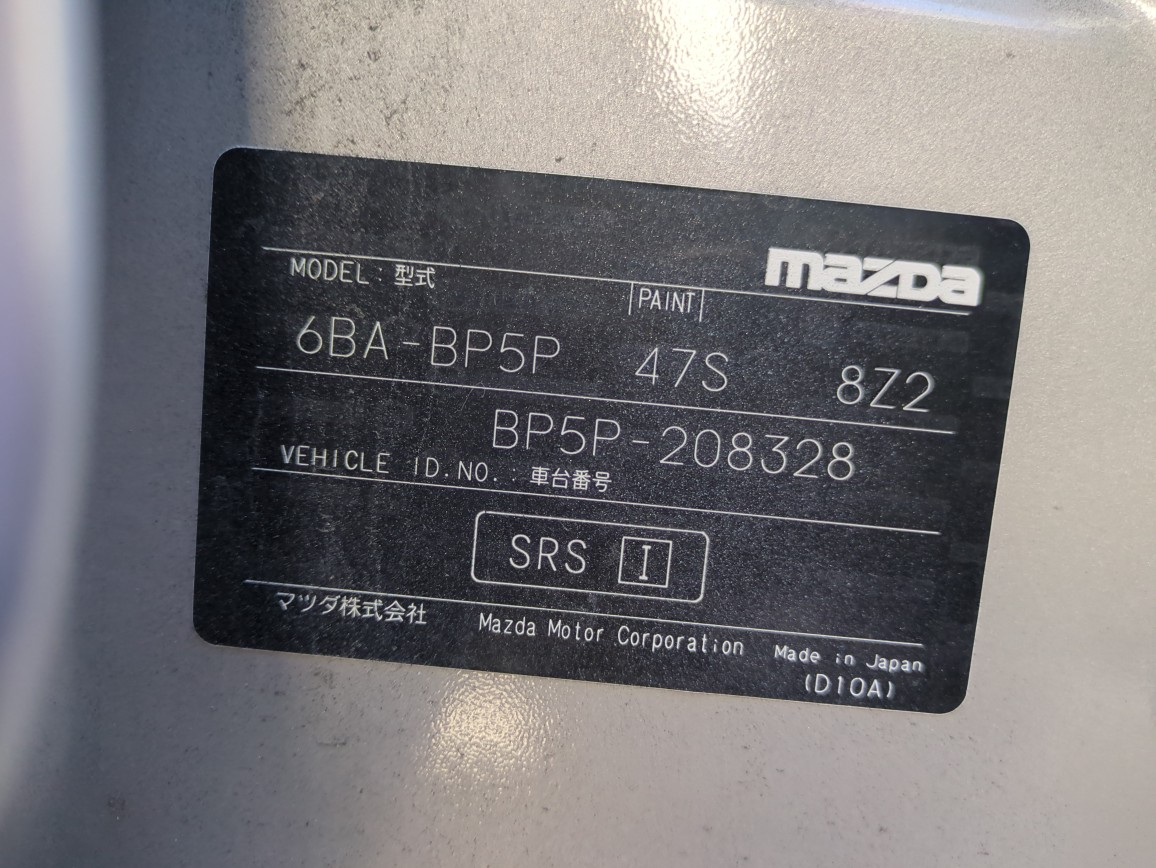 mazda
MODEL : 型式
PAINT
6BA-BP5P 47S 8Z2
BP5P-208328
VEHICLE ID.NO. : 車台番号
SRS I
マツダ株式会社 Mazda Motor Corporation Made in Japan
(D10A)